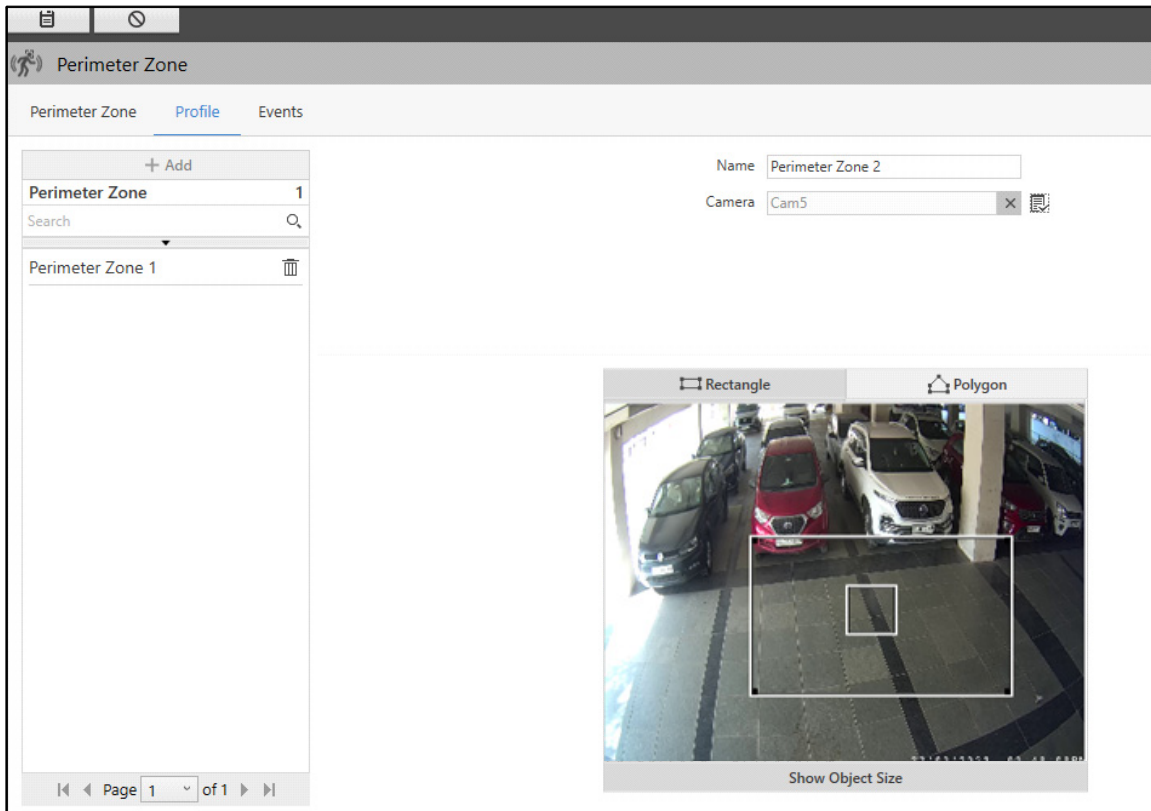 Perimeter Zone
Perimeter Zone Profile Events
+ Add
Perimeter Zone 1
Search
Perimeter Zone 1
Name Perimeter Zone 2
Camera Cam5
Rectangle Polygon
Show Object Size
Page 1 of 1